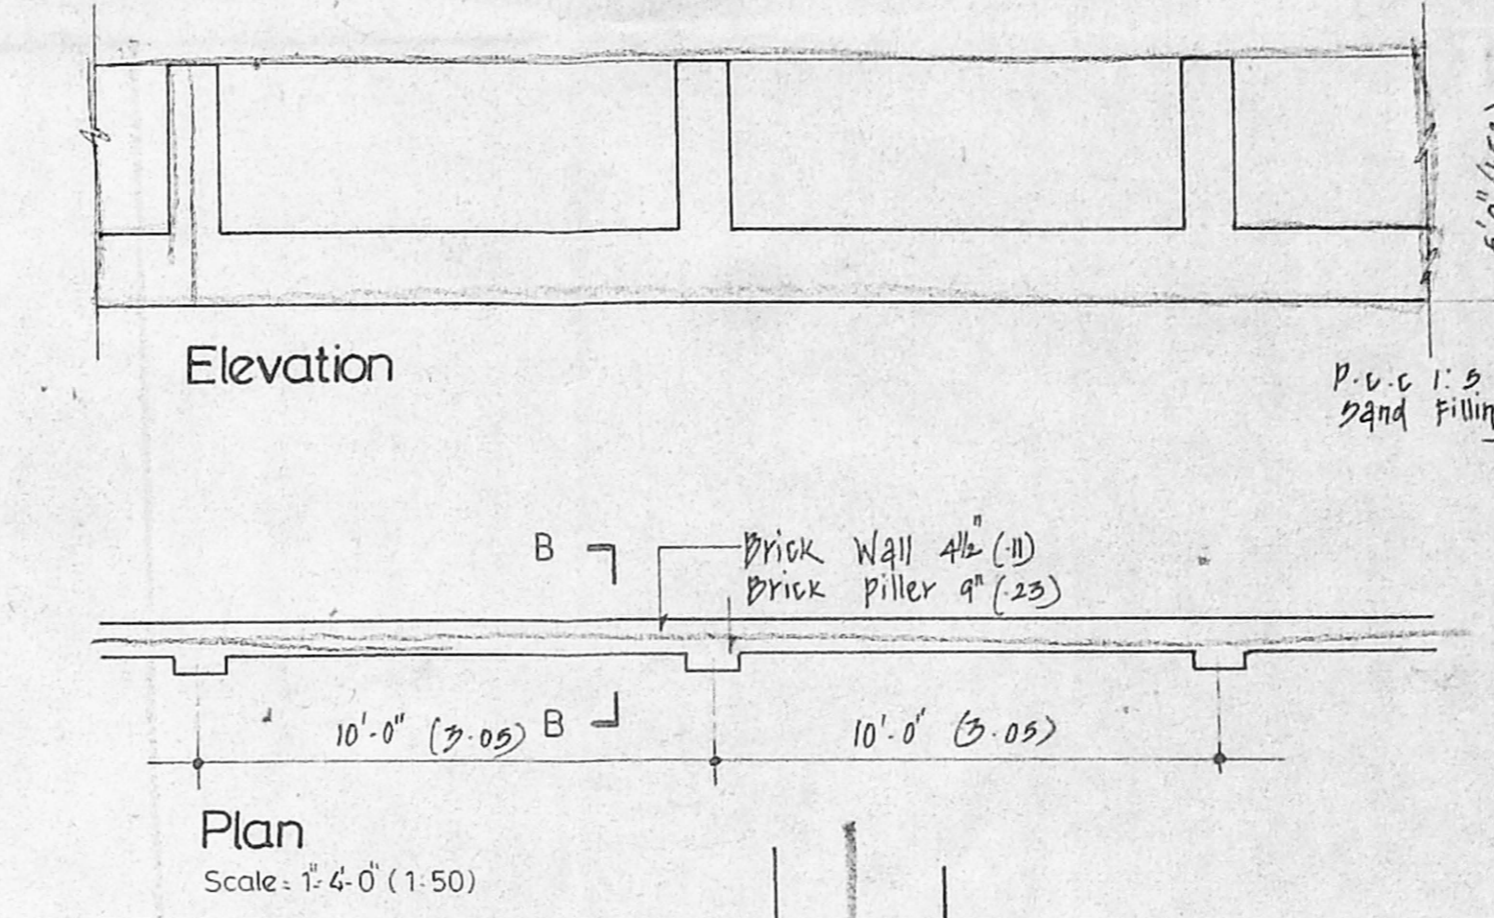 Elevation
P.c.c 1:5
Sand Filling
B
Brick Wall 4½" (.11)
Brick Piller 9" (.23)
10'-0" (3.05)
B
10'-0" (3.05)
Plan
Scale = 1"=4'-0" (1:50)